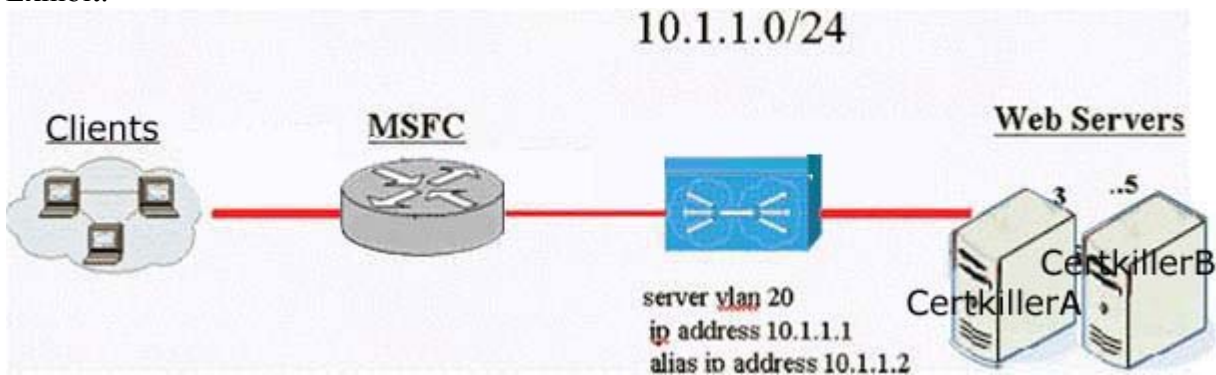 Exhibit:
10.1.1.0/24
Clients
MSFC
Web Servers
3
..5
CertkillerB
CertkillerA
server vlan 20
ip address 10.1.1.1
alias ip address 10.1.1.2